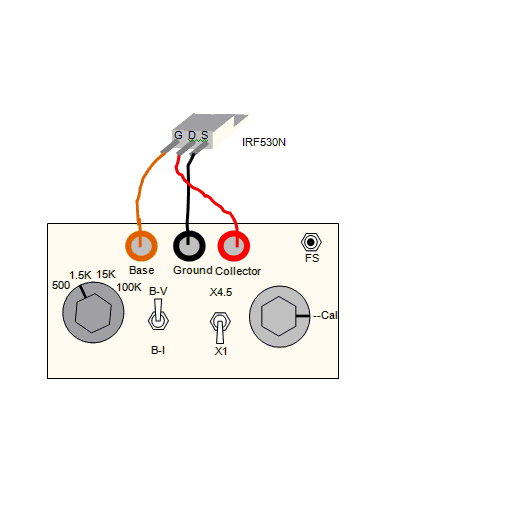 G D S
IRF530N
Base
Ground
Collector
FS
500
1.5K
15K
100K
B-V
B-I
X4.5
X1
--Cal